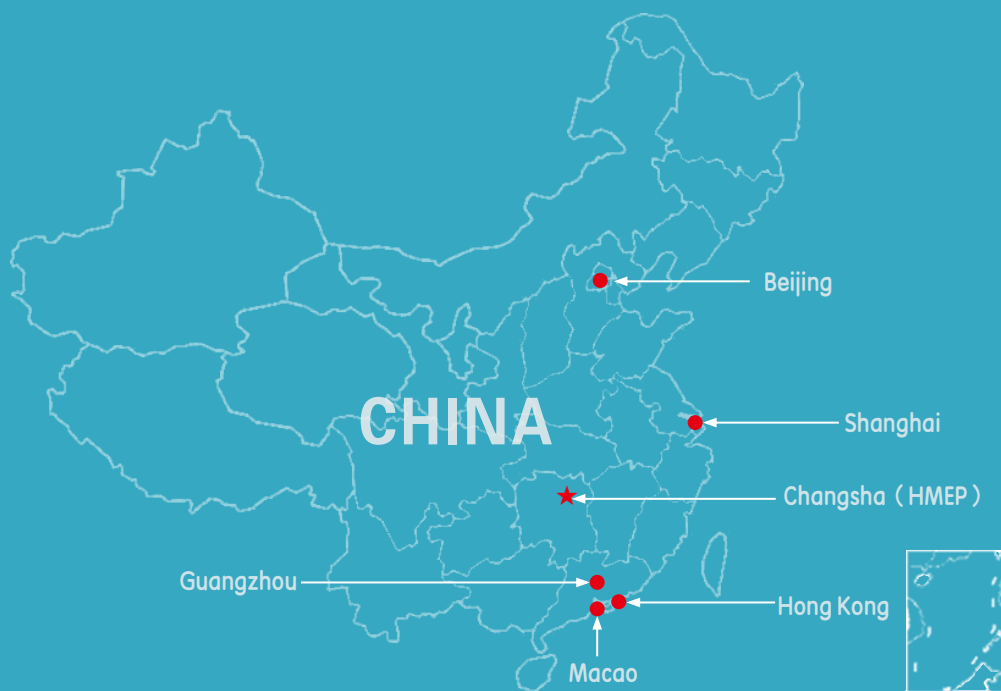 Beijing
CHINA
Shanghai
Changsha（HMEP）
Guangzhou
Hong Kong
Macao